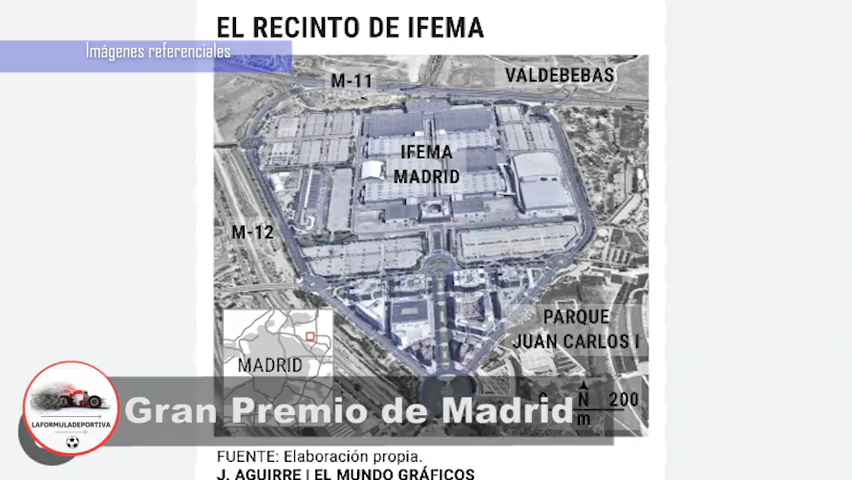 EL RECINTO DE IFEMA
Imágenes referenciales
M-11
VALDEBEBAS
IFEMA
MADRID
M-12
PARQUE
JUAN CARLOS I
MADRID
N 200
m
LAFORMULADEPORTIVA
Gran Premio de Madrid
FUENTE: Elaboración propia.
J. AGUIRRE | EL MUNDO GRÁFICOS